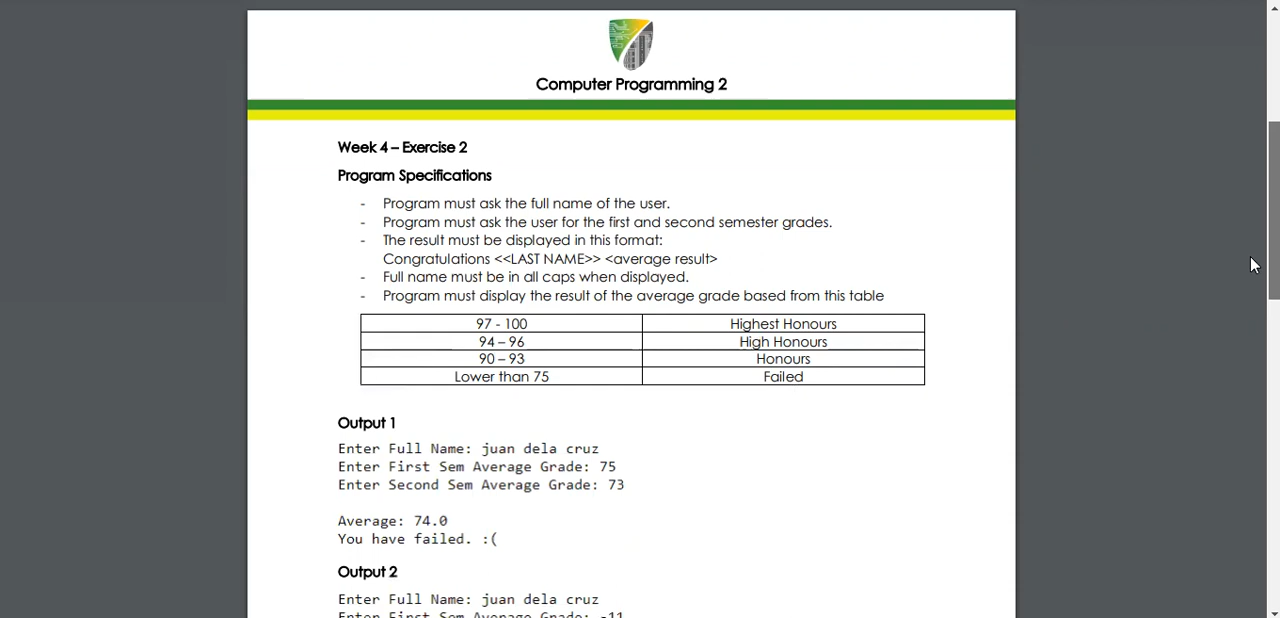 Computer Programming 2
Week 4 – Exercise 2
Program Specifications
- Program must ask the full name of the user.
- Program must ask the user for the first and second semester grades.
- The result must be displayed in this format:
Congratulations <<LAST NAME>> <average result>
- Full name must be in all caps when displayed.
- Program must display the result of the average grade based from this table
97 - 100 Highest Honours
94 – 96 High Honours
90 – 93 Honours
Lower than 75 Failed
Output 1
Enter Full Name: juan dela cruz
Enter First Sem Average Grade: 75
Enter Second Sem Average Grade: 73
Average: 74.0
You have failed. :(
Output 2
Enter Full Name: juan dela cruz
Enter First Sem Average Grade: -11